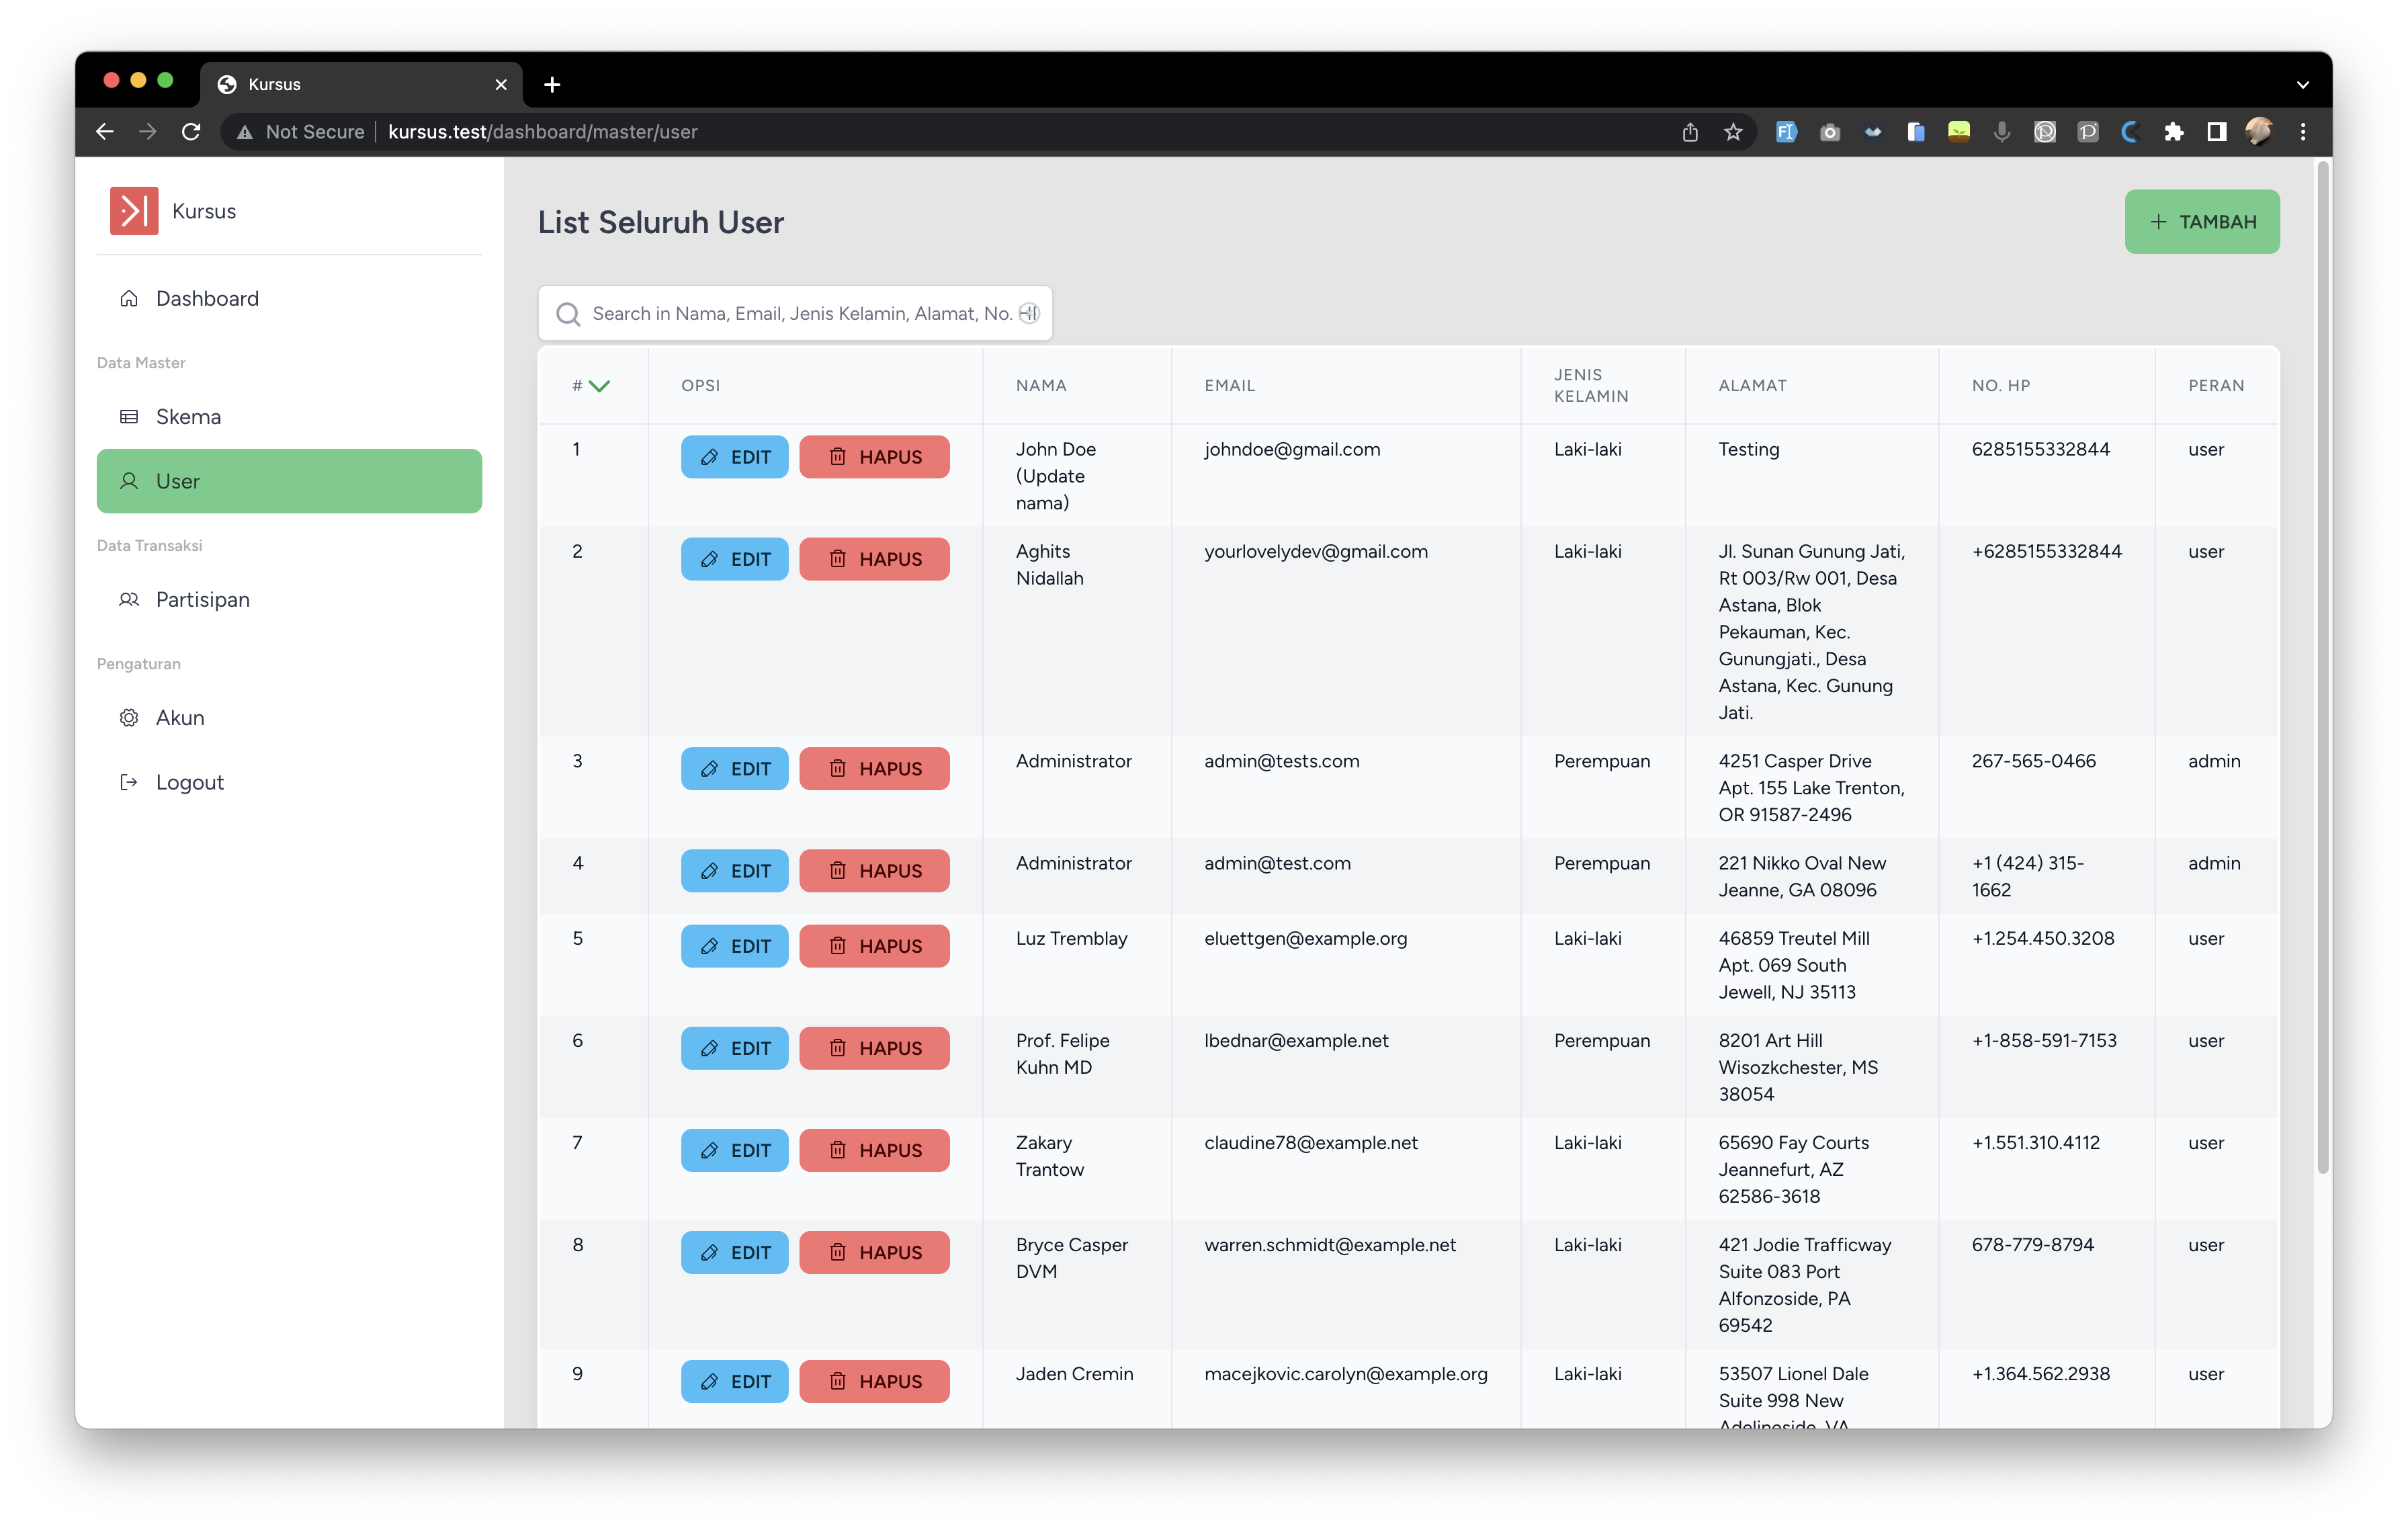 Kursus
Not Secure | kursus.test/dashboard/master/user
Kursus
Dashboard
Data Master
Skema
User
Data Transaksi
Partisipan
Pengaturan
Akun
Logout
List Seluruh User
+ TAMBAH
Search in Nama, Email, Jenis Kelamin, Alamat, No.
# OPSI NAMA EMAIL JENIS KELAMIN ALAMAT NO. HP PERAN
1 EDIT HAPUS John Doe (Update nama) johndoe@gmail.com Laki-laki Testing 6285155332844 user
2 EDIT HAPUS Aghits Nidallah yourlovelydev@gmail.com Laki-laki Jl. Sunan Gunung Jati, Rt 003/Rw 001, Desa Astana, Blok Pekauman, Kec. Gunungjati., Desa Astana, Kec. Gunung Jati. +6285155332844 user
3 EDIT HAPUS Administrator admin@tests.com Perempuan 4251 Casper Drive Apt. 155 Lake Trenton, OR 91587-2496 267-565-0466 admin
4 EDIT HAPUS Administrator admin@test.com Perempuan 221 Nikko Oval New Jeanne, GA 08096 +1 (424) 315-1662 admin
5 EDIT HAPUS Luz Tremblay eluettgen@example.org Laki-laki 46859 Treutel Mill Apt. 069 South Jewell, NJ 35113 +1.254.450.3208 user
6 EDIT HAPUS Prof. Felipe Kuhn MD lbednar@example.net Perempuan 8201 Art Hill Wisozkchester, MS 38054 +1-858-591-7153 user
7 EDIT HAPUS Zakary Trantow claudine78@example.net Laki-laki 65690 Fay Courts Jeannefurt, AZ 62586-3618 +1.551.310.4112 user
8 EDIT HAPUS Bryce Casper DVM warren.schmidt@example.net Laki-laki 421 Jodie Trafficway Suite 083 Port Alfonzoside, PA 69542 678-779-8794 user
9 EDIT HAPUS Jaden Cremin macejkovic.carolyn@example.org Laki-laki 53507 Lionel Dale Suite 998 New Adelineside, VA +1.364.562.2938 user